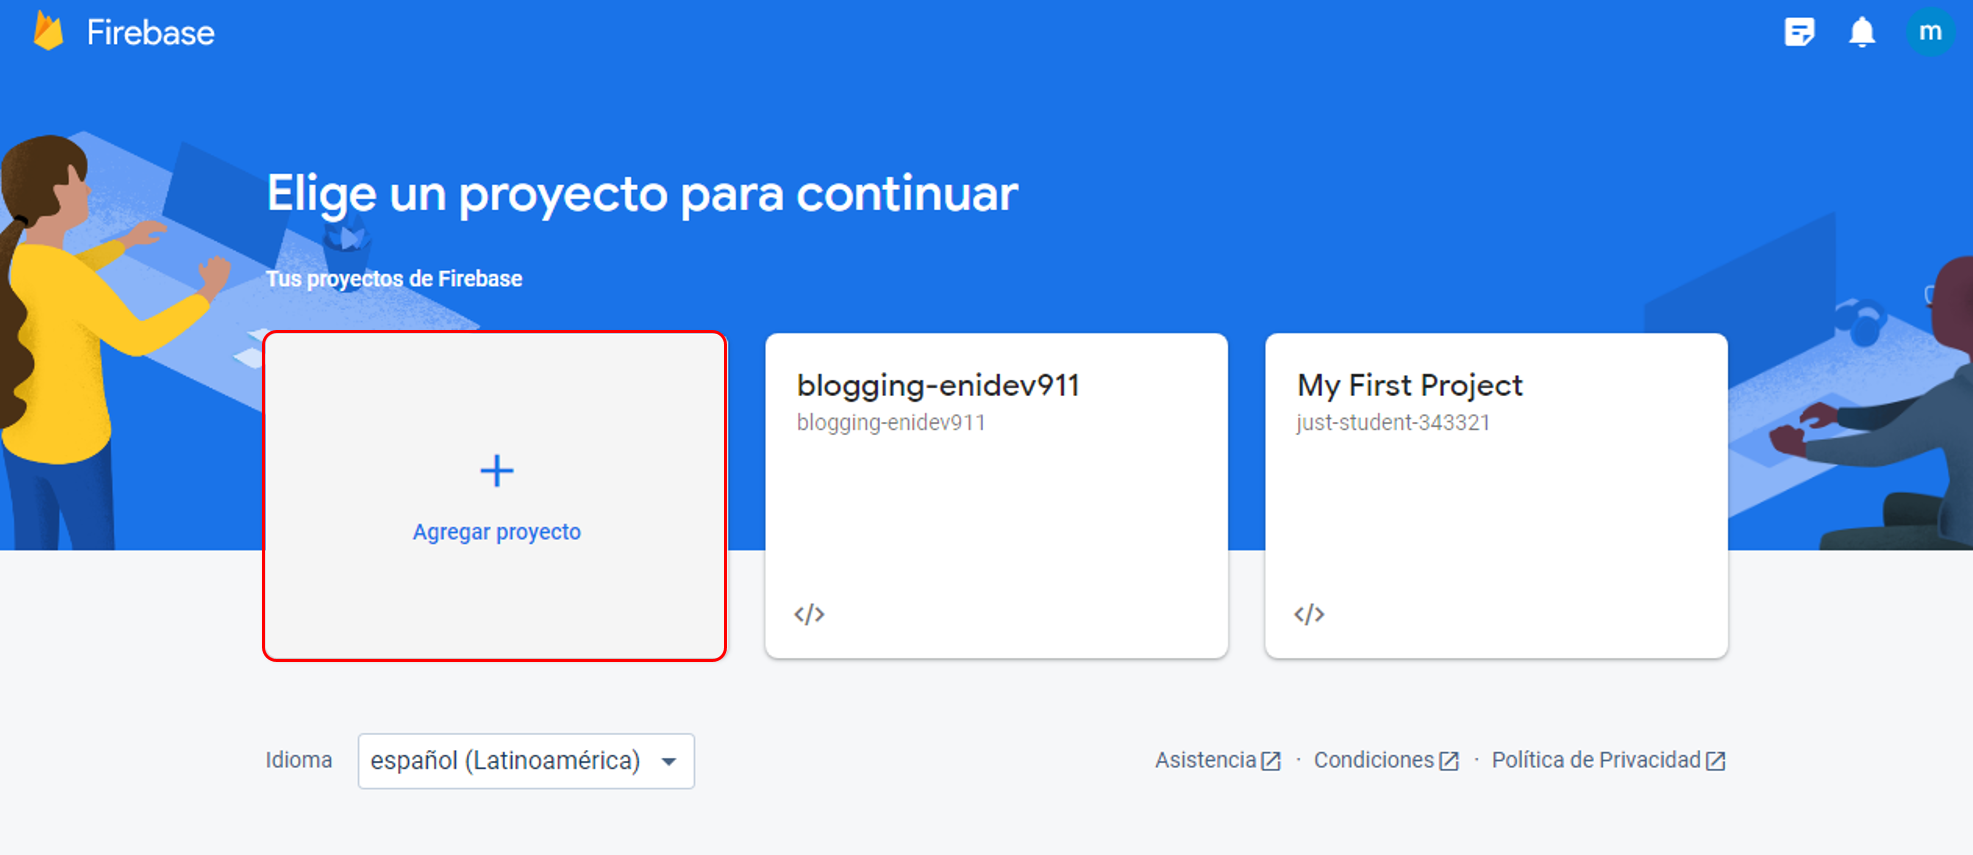 Firebase
m
Elige un proyecto para continuar
Tus proyectos de Firebase
Agregar proyecto
blogging-enidev911
blogging-enidev911
</>
My First Project
just-student-343321
</>
Idioma
español (Latinoamérica)
Asistencia · Condiciones · Política de Privacidad